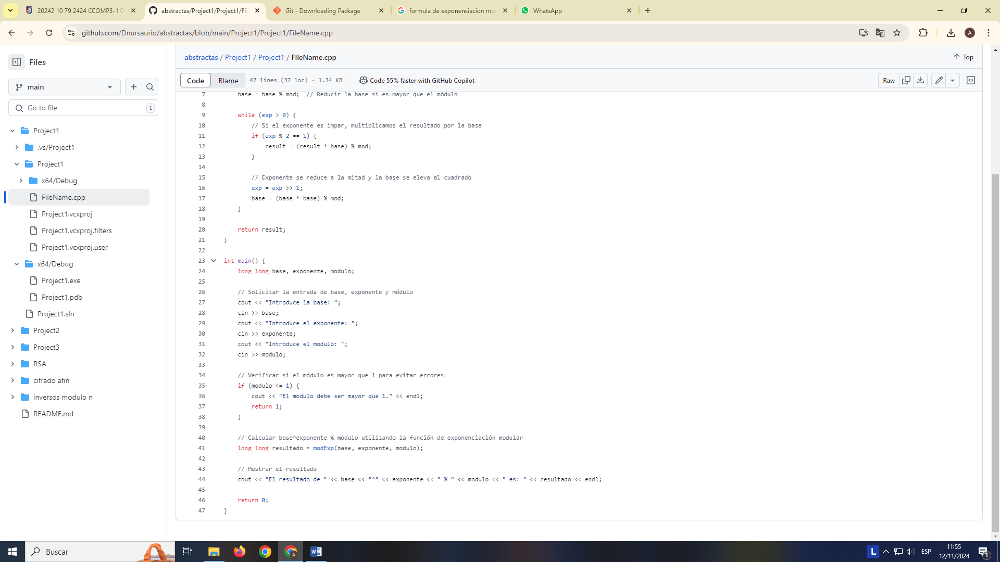 20242 10 79 2424 CCOMP3-1 0
abstractas/Project1/Project1/Fil
Git - Downloading Package
formula de exponenciacion mo
WhatsApp
github.com/Dnursaurio/abstractas/blob/main/Project1/Project1/FileName.cpp
A
Files
main
Go to file
t
Project1
.vs/Project1
Project1
x64/Debug
FileName.cpp
Project1.vcxproj
Project1.vcxproj.filters
Project1.vcxproj.user
x64/Debug
Project1.exe
Project1.pdb
Project1.sln
Project2
Project3
RSA
cifrado afin
inversos modulo n
README.md
abstractas / Project1 / Project1 / FileName.cpp
Top
Code Blame 47 lines (37 loc) · 1.34 KB Code 55% faster with GitHub Copilot
Raw
7 base = base % mod;  // Reducir la base si es mayor que el módulo
8
9 while (exp > 0) {
10 // Si el exponente es impar, multiplicamos el resultado por la base
11 if (exp % 2 == 1) {
12 result = (result * base) % mod;
13 }
14
15 // Exponente se reduce a la mitad y la base se eleva al cuadrado
16 exp = exp >> 1;
17 base = (base * base) % mod;
18 }
19
20 return result;
21 }
22
23 int main() {
24 long long base, exponente, modulo;
25
26 // Solicitar la entrada de base, exponente y módulo
27 cout << "Introduce la base: ";
28 cin >> base;
29 cout << "Introduce el exponente: ";
30 cin >> exponente;
31 cout << "Introduce el modulo: ";
32 cin >> modulo;
33
34 // Verificar si el módulo es mayor que 1 para evitar errores
35 if (modulo <= 1) {
36 cout << "El modulo debe ser mayor que 1." << endl;
37 return 1;
38 }
39
40 // Calcular base^exponente % modulo utilizando la función de exponenciación modular
41 long long resultado = modExp(base, exponente, modulo);
42
43 // Mostrar el resultado
44 cout << "El resultado de " << base << "^" << exponente << " % " << modulo << " es: " << resultado << endl;
45
46 return 0;
47 }
Buscar
A
L
ESP
11:55
12/11/2024
1